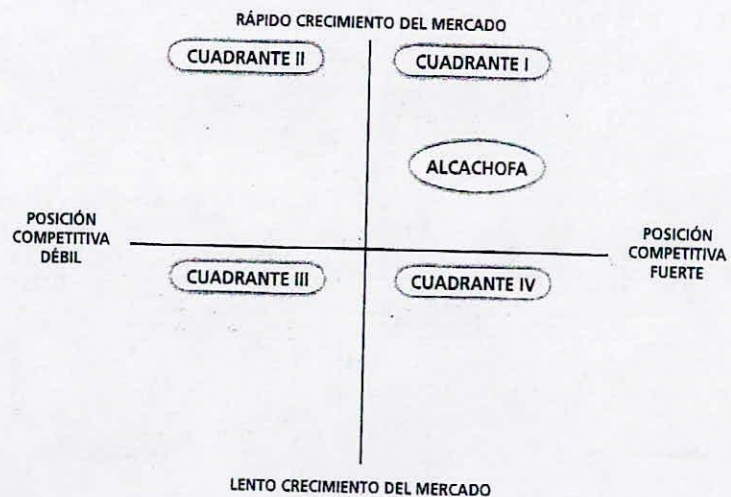 RÁPIDO CRECIMIENTO DEL MERCADO
CUADRANTE II
CUADRANTE I
ALCACHOFA
POSICIÓN
COMPETITIVA
DÉBIL
POSICIÓN
COMPETITIVA
FUERTE
CUADRANTE III
CUADRANTE IV
LENTO CRECIMIENTO DEL MERCADO